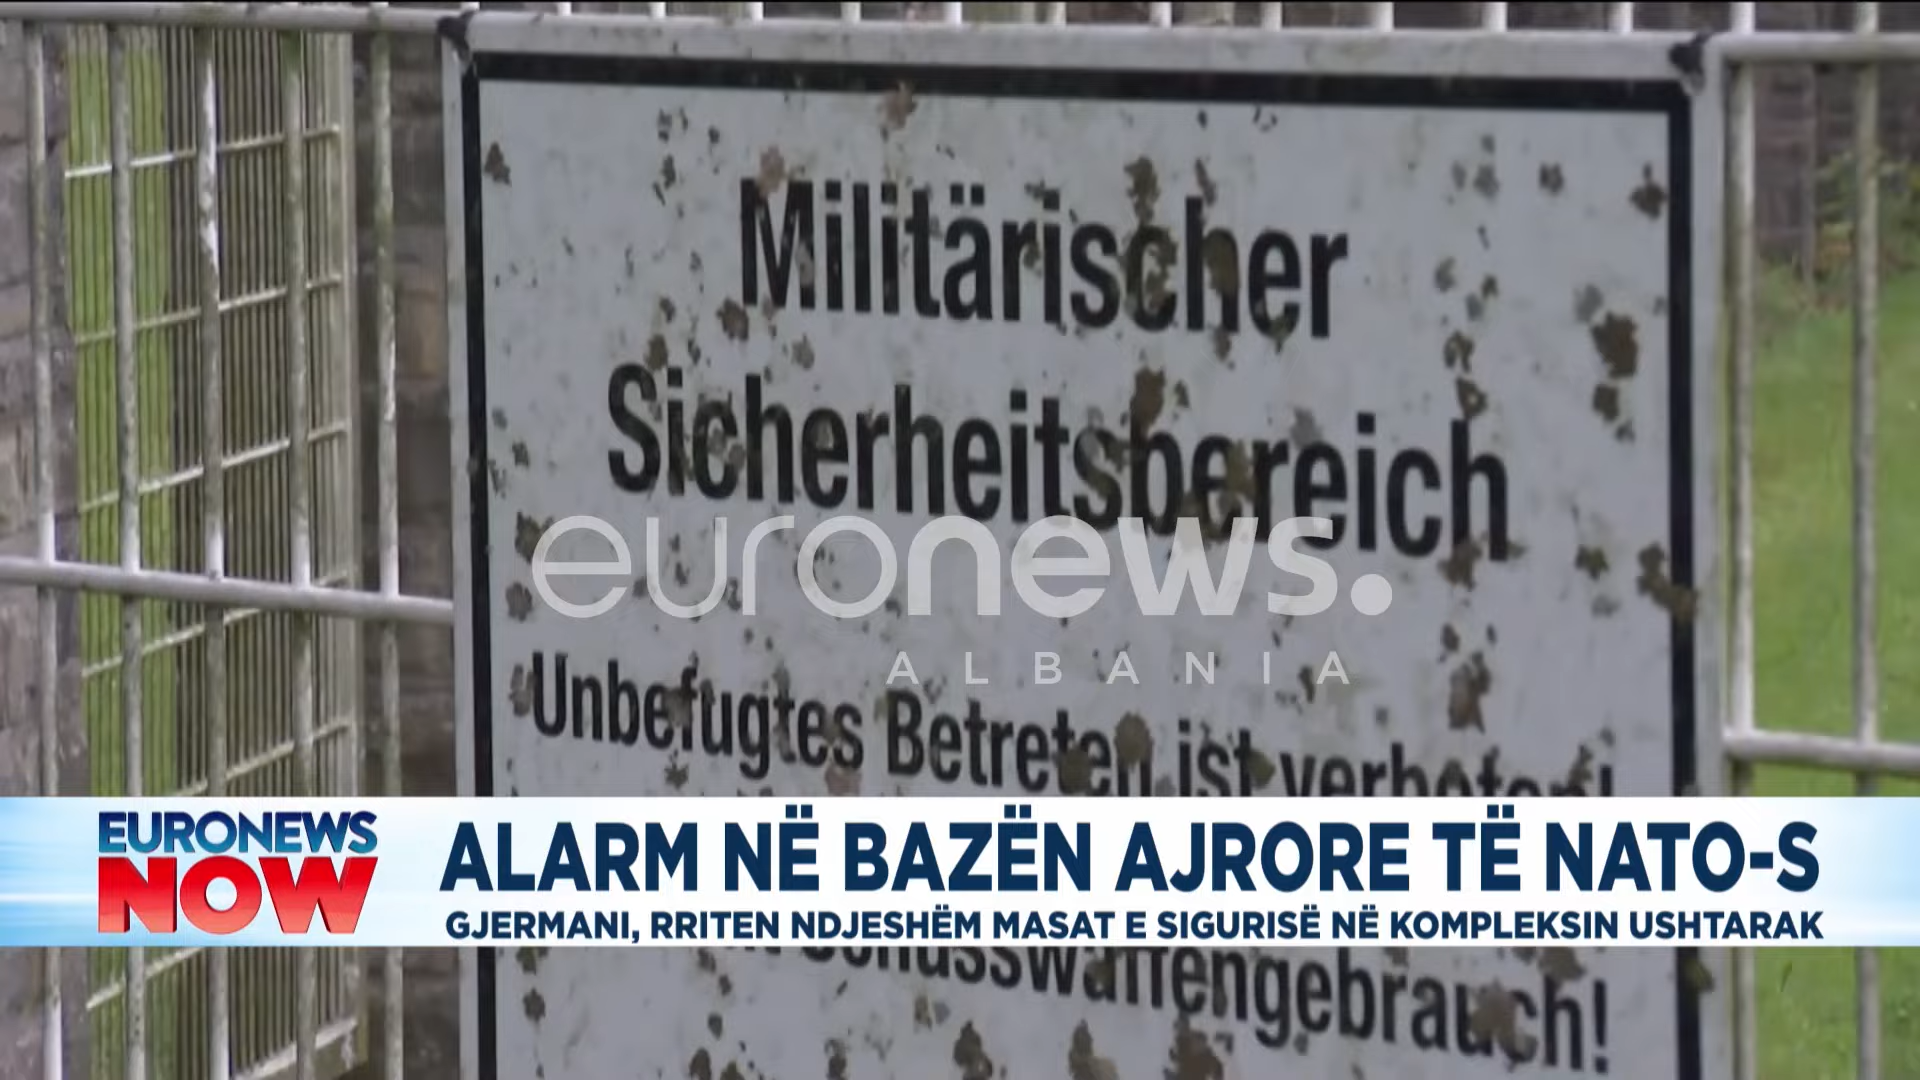 Militärischer
Sicherheitsbereich
euronews.
ALBANIA
Unbefugtes Betreten ist verboten!
EURONEWS
NOW
ALARM NË BAZËN AJRORE TË NATO-S
GJERMANI, RRITEN NDJESHËM MASAT E SIGURISË NË KOMPLEKSIN USHTARAK
Schusswaffengebrauch!